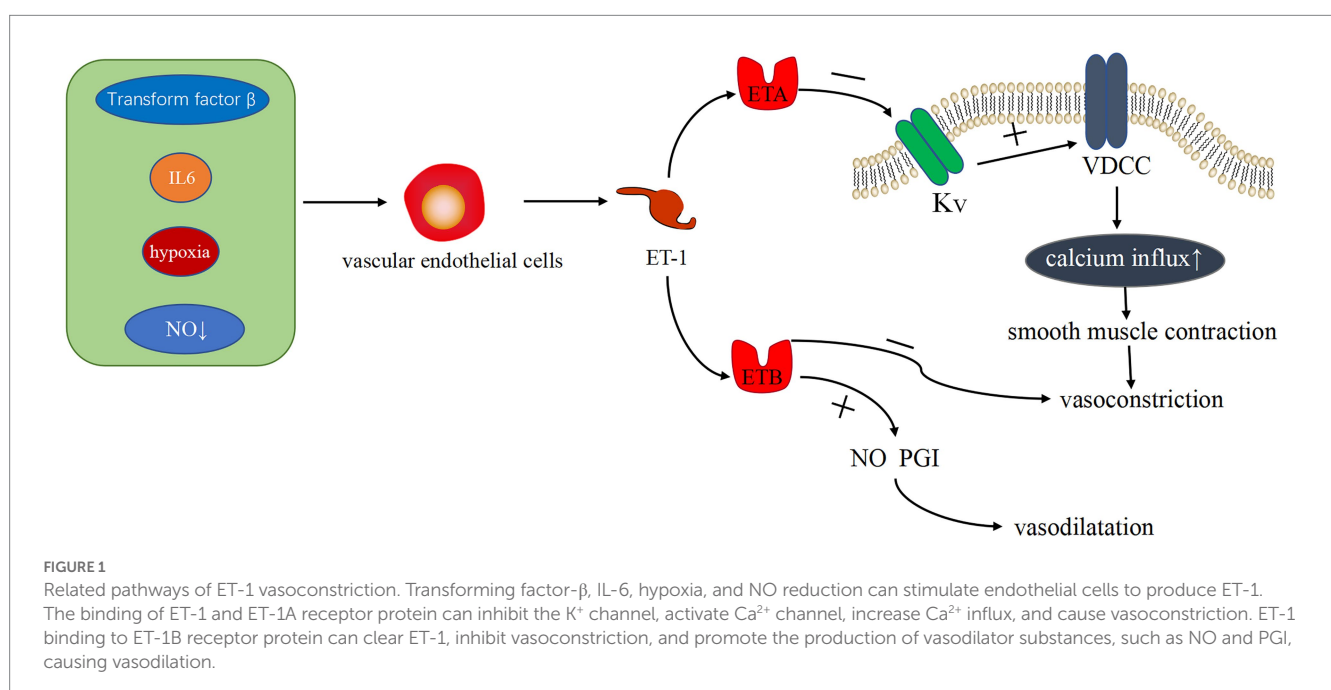 Transform factor β
IL6
hypoxia
NO↓
vascular endothelial cells
ET-1
ETA
—
Kv
+
VDCC
calcium influx↑
smooth muscle contraction
vasoconstriction
ETB
—
+
NO PGI
vasodilatation
FIGURE 1
Related pathways of ET-1 vasoconstriction. Transforming factor-β, IL-6, hypoxia, and NO reduction can stimulate endothelial cells to produce ET-1.
The binding of ET-1 and ET-1A receptor protein can inhibit the K⁺ channel, activate Ca²⁺ channel, increase Ca²⁺ influx, and cause vasoconstriction. ET-1
binding to ET-1B receptor protein can clear ET-1, inhibit vasoconstriction, and promote the production of vasodilator substances, such as NO and PGI,
causing vasodilation.